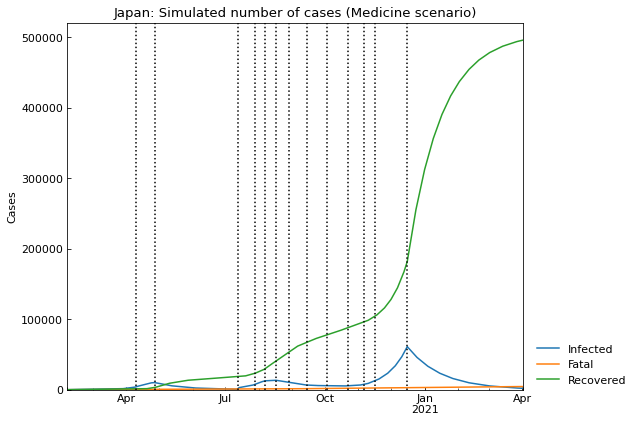 Japan: Simulated number of cases (Medicine scenario)
500000
400000
300000
200000
100000
0
Cases
Apr
Jul
Oct
Jan
2021
Apr
Infected
Fatal
Recovered